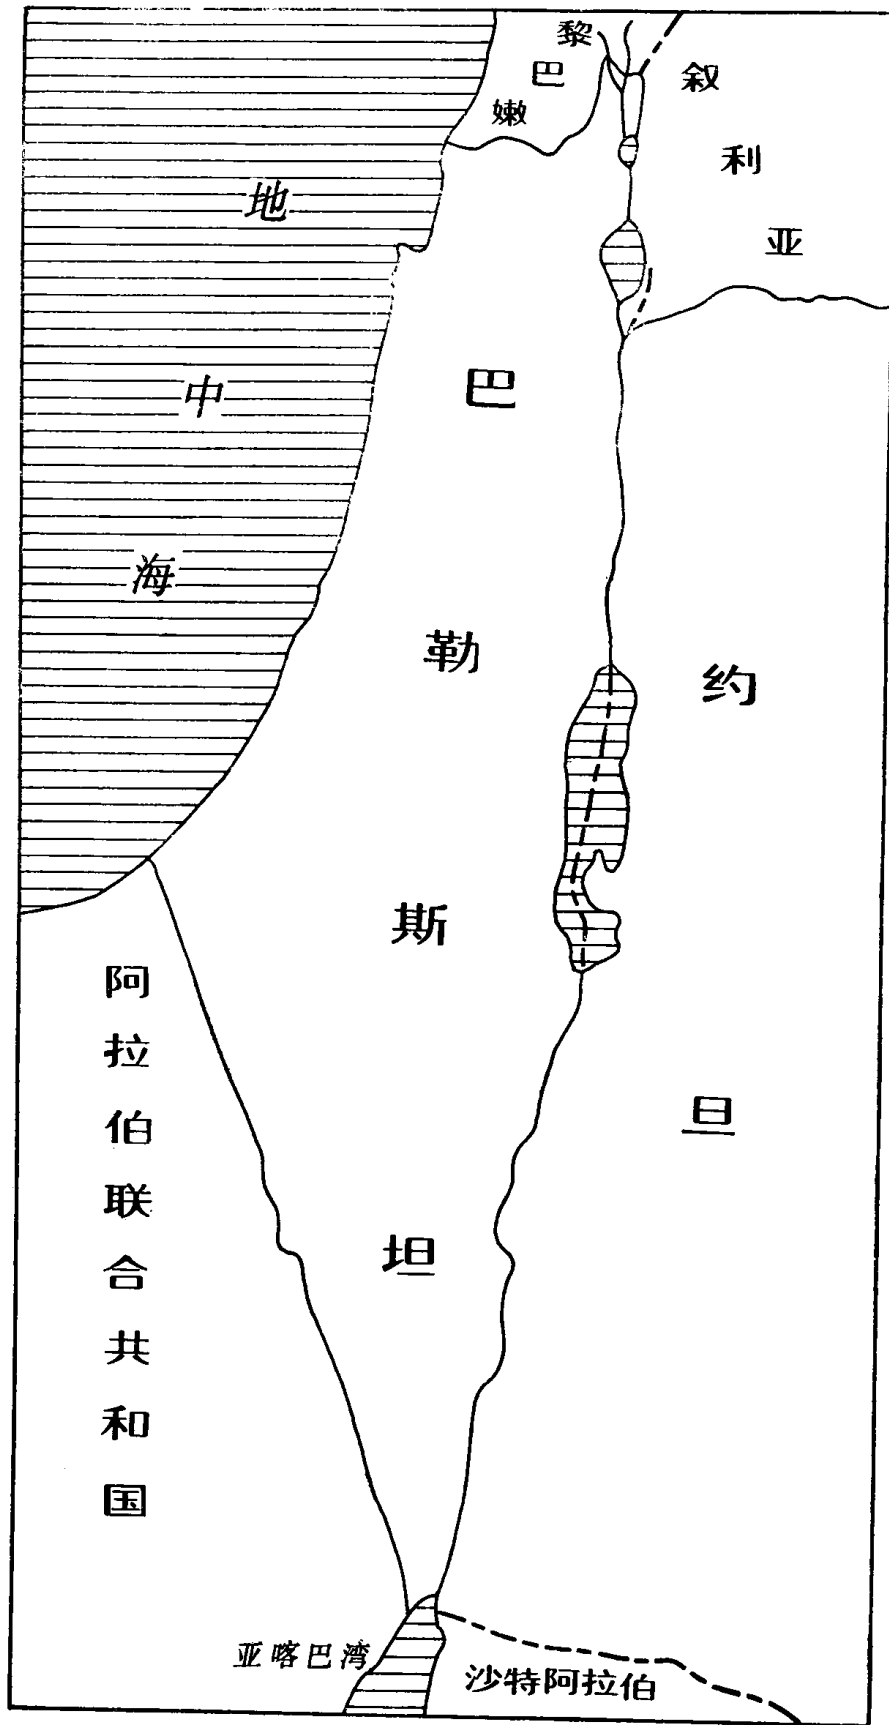 黎巴嫩
叙利亚
地中海
巴勒斯坦
约旦
阿拉伯联合共和国
亚喀巴湾
沙特阿拉伯